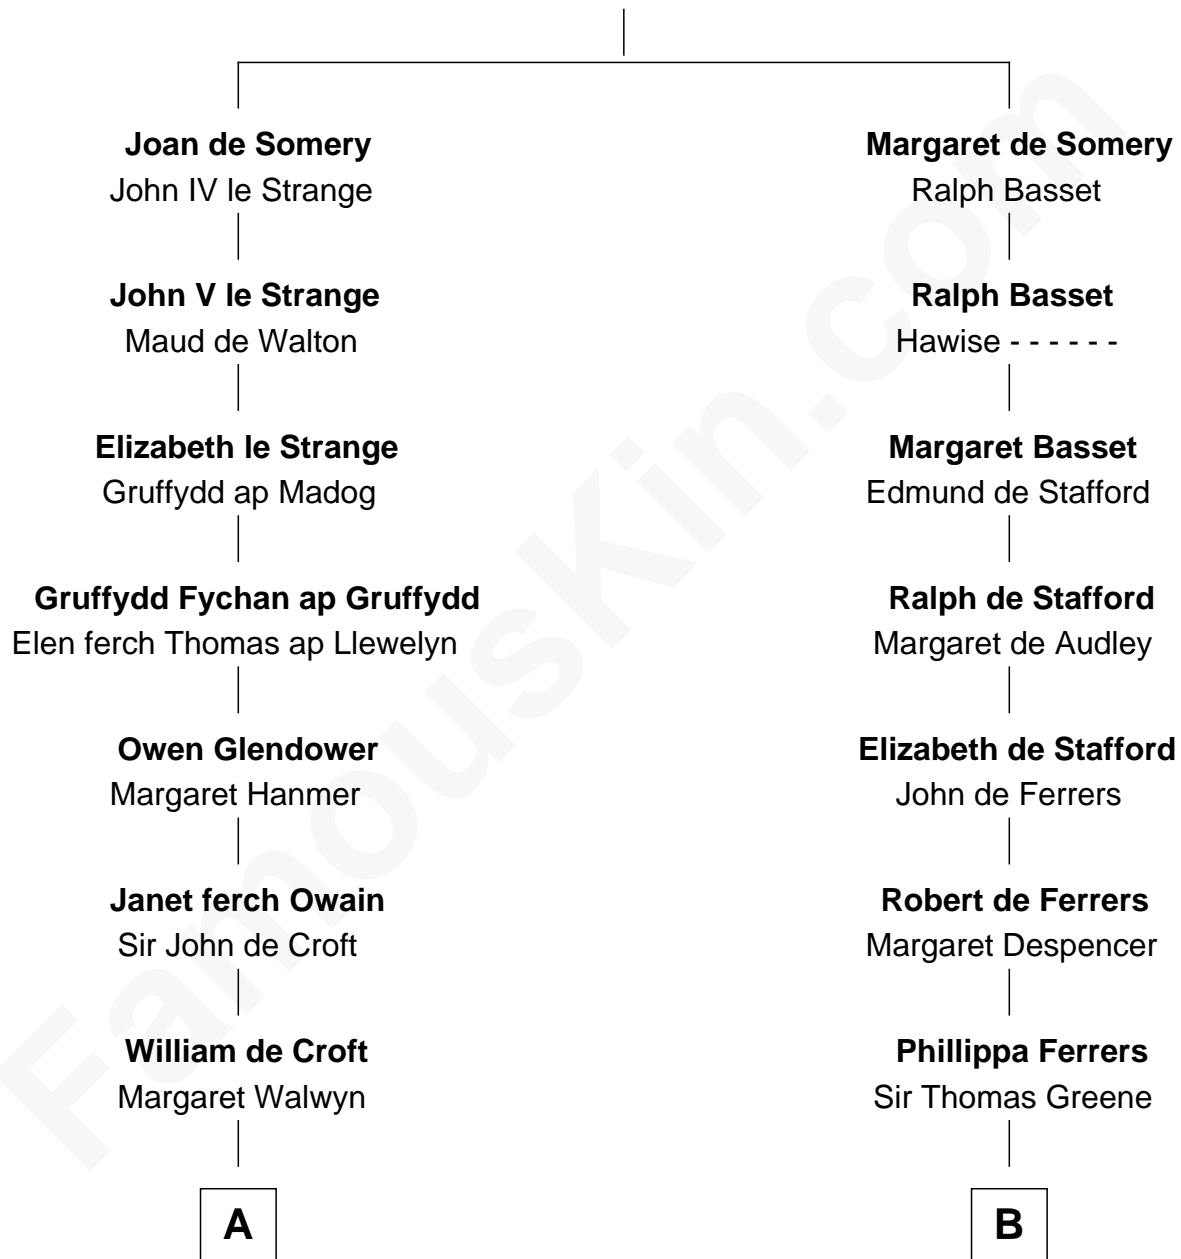 Joan de Somery
John IV le Strange
John V le Strange
Maud de Walton
Elizabeth le Strange
Gruffydd ap Madog
Gruffydd Fychan ap Gruffydd
Elen ferch Thomas ap Llewelyn
Owen Glendower
Margaret Hanmer
Janet ferch Owain
Sir John de Croft
William de Croft
Margaret Walwyn
A
Margaret de Somery
Ralph Basset
Ralph Basset
Hawise - - - - - -
Margaret Basset
Edmund de Stafford
Ralph de Stafford
Margaret de Audley
Elizabeth de Stafford
John de Ferrers
Robert de Ferrers
Margaret Despencer
Phillippa Ferrers
Sir Thomas Greene
B
FamousKin.com